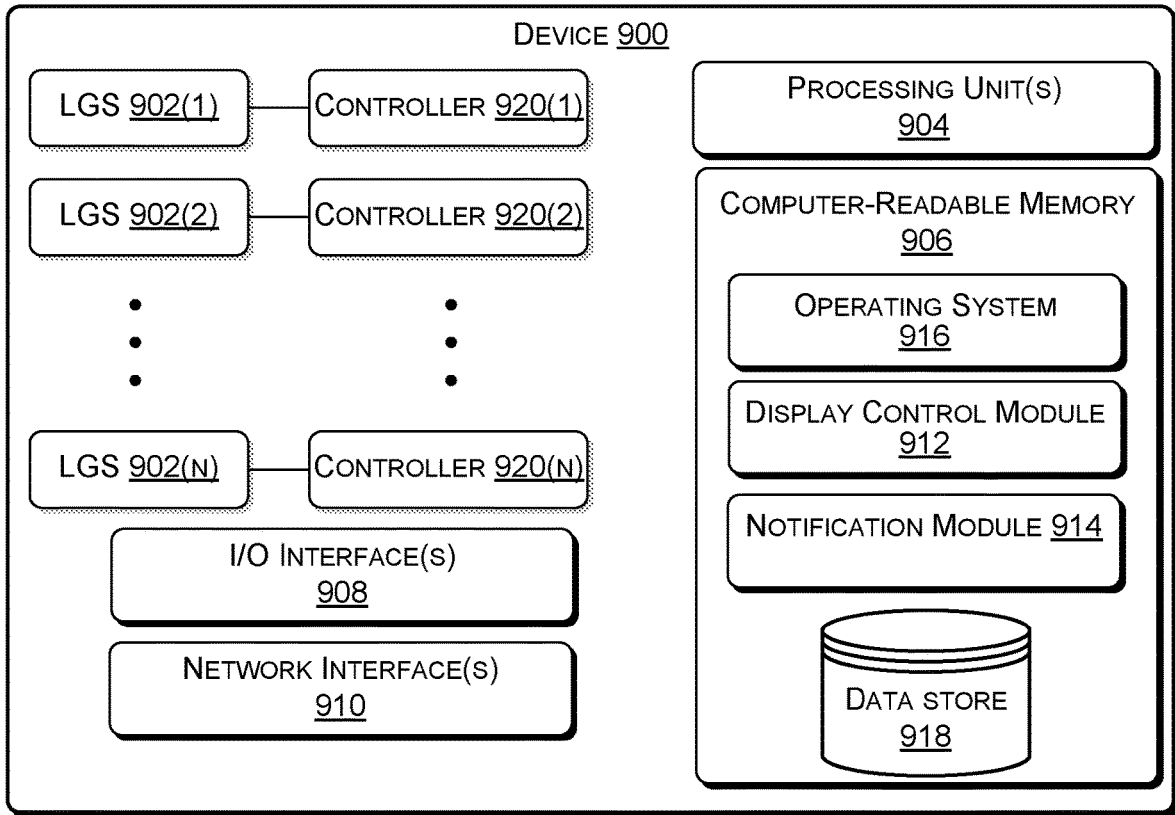 DEVICE 900
LGS 902(1)
CONTROLLER 920(1)
LGS 902(2)
CONTROLLER 920(2)
LGS 902(N)
CONTROLLER 920(N)
I/O INTERFACE(S)
908
NETWORK INTERFACE(S)
910
PROCESSING UNIT(S)
904
COMPUTER-READABLE MEMORY
906
OPERATING SYSTEM
916
DISPLAY CONTROL MODULE
912
NOTIFICATION MODULE 914
DATA STORE
918